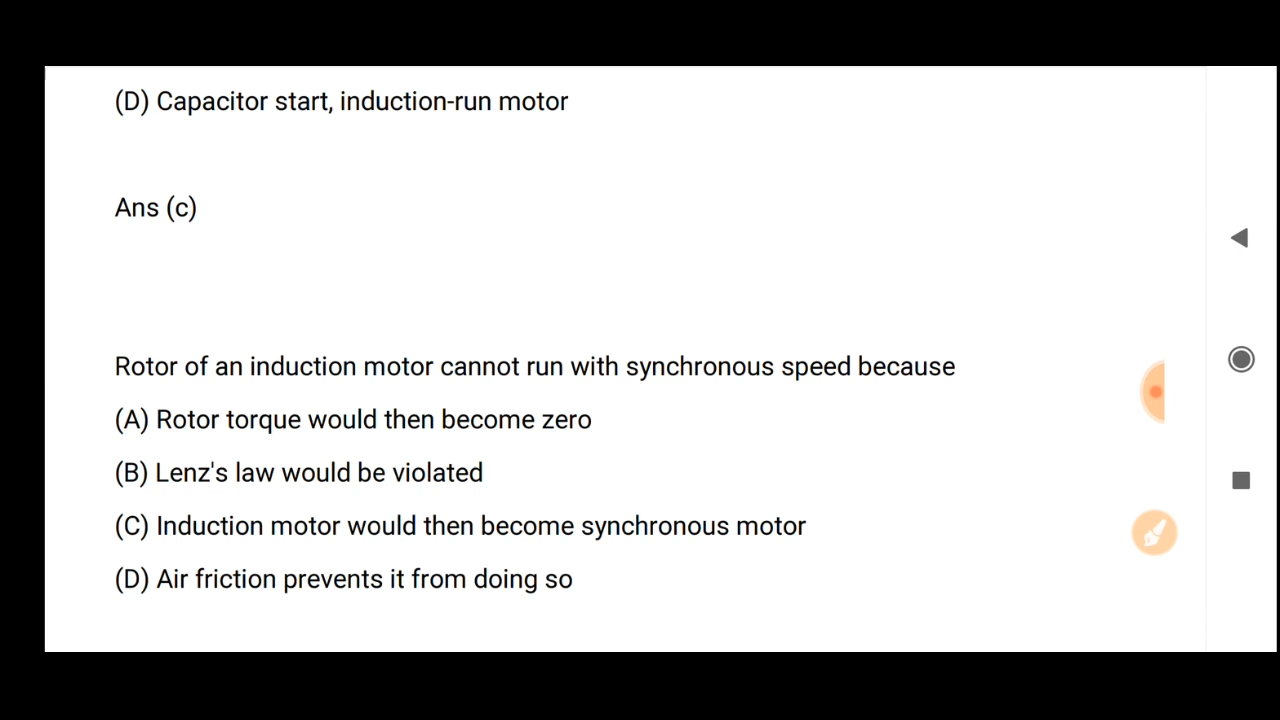 (D) Capacitor start, induction-run motor
Ans (c)
Rotor of an induction motor cannot run with synchronous speed because
(A) Rotor torque would then become zero
(B) Lenz's law would be violated
(C) Induction motor would then become synchronous motor
(D) Air friction prevents it from doing so